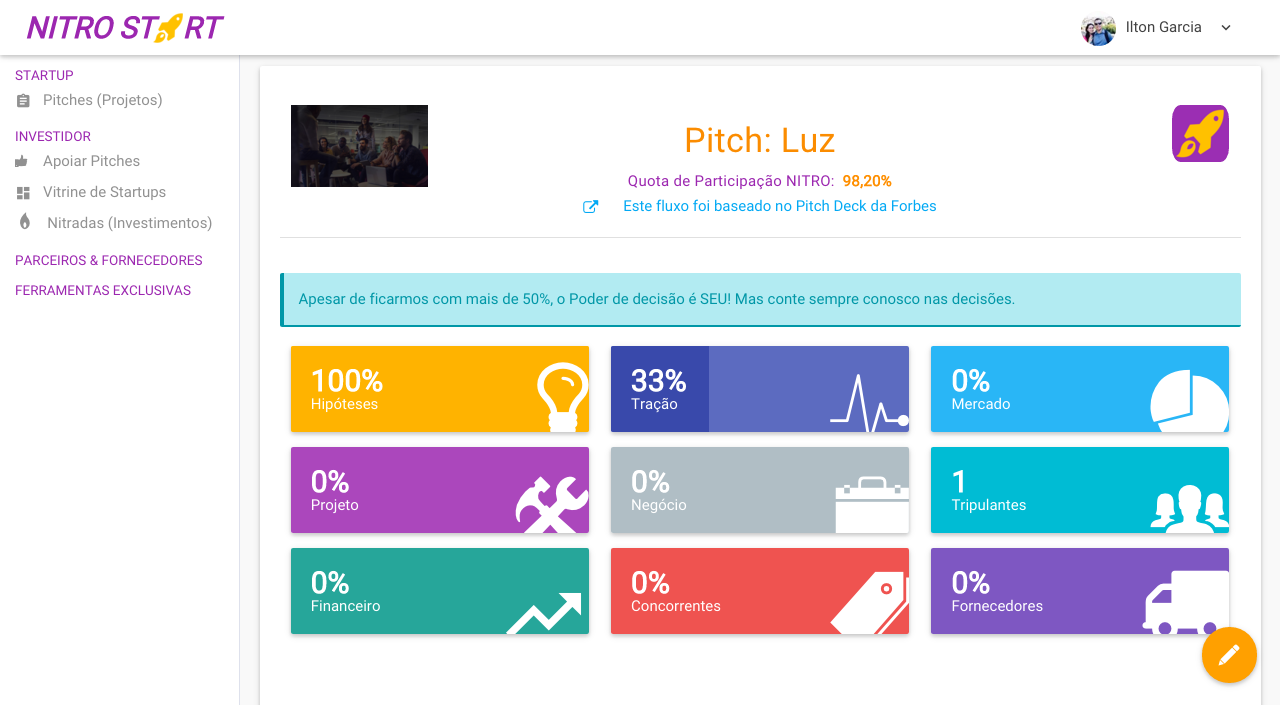 NITRO START
Ilton Garcia
STARTUP
Pitches (Projetos)
INVESTIDOR
Apoiar Pitches
Vitrine de Startups
Nitradas (Investimentos)
PARCEIROS & FORNECEDORES
FERRAMENTAS EXCLUSIVAS
Pitch: Luz
Quota de Participação NITRO: 98,20%
Este fluxo foi baseado no Pitch Deck da Forbes
Apesar de ficarmos com mais de 50%, o Poder de decisão é SEU! Mas conte sempre conosco nas decisões.
100%
Hipóteses
33%
Tração
0%
Mercado
0%
Projeto
0%
Negócio
1
Tripulantes
0%
Financeiro
0%
Concorrentes
0%
Fornecedores